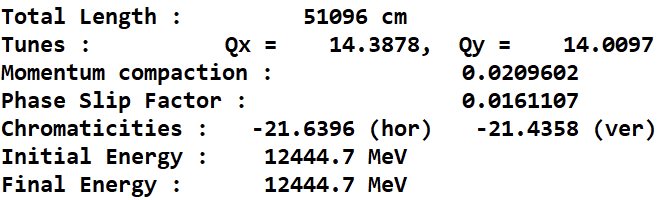 Total Length : 51096 cm
Tunes : Qx = 14.3878, Qy = 14.0097
Momentum compaction : 0.0209602
Phase Slip Factor : 0.0161107
Chromaticities : -21.6396 (hor) -21.4358 (ver)
Initial Energy : 12444.7 MeV
Final Energy : 12444.7 MeV